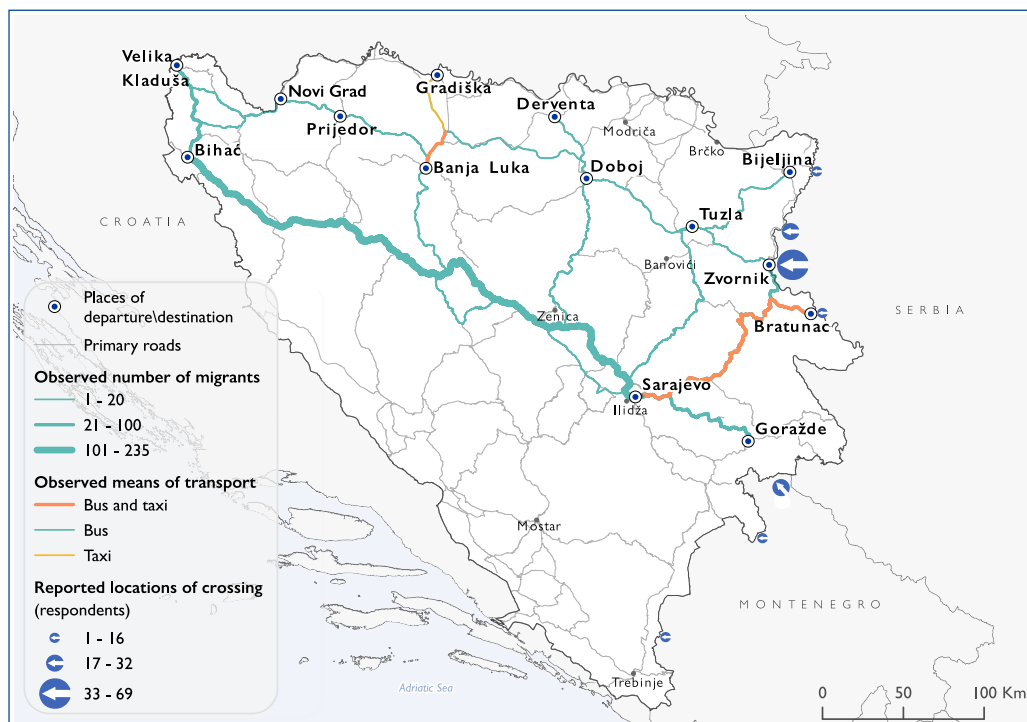 Velika
Kladuša
Novi Grad
Gradiška
Prijedor
Derventa
Modriča
Brčko
Bihać
Banja Luka
Doboj
Bijeljina
CROATIA
Tuzla
Banovići
Zvornik
Zenica
Bratunac
SERBIA
Sarajevo
Ilidža
Goražde
Mostar
MONTENEGRO
Trebinje
Adriatic Sea
Places of
departure\destination
Primary roads
Observed number of migrants
1 - 20
21 - 100
101 - 235
Observed means of transport
Bus and taxi
Bus
Taxi
Reported locations of crossing
(respondents)
1 - 16
17 - 32
33 - 69
0 50 100 Km